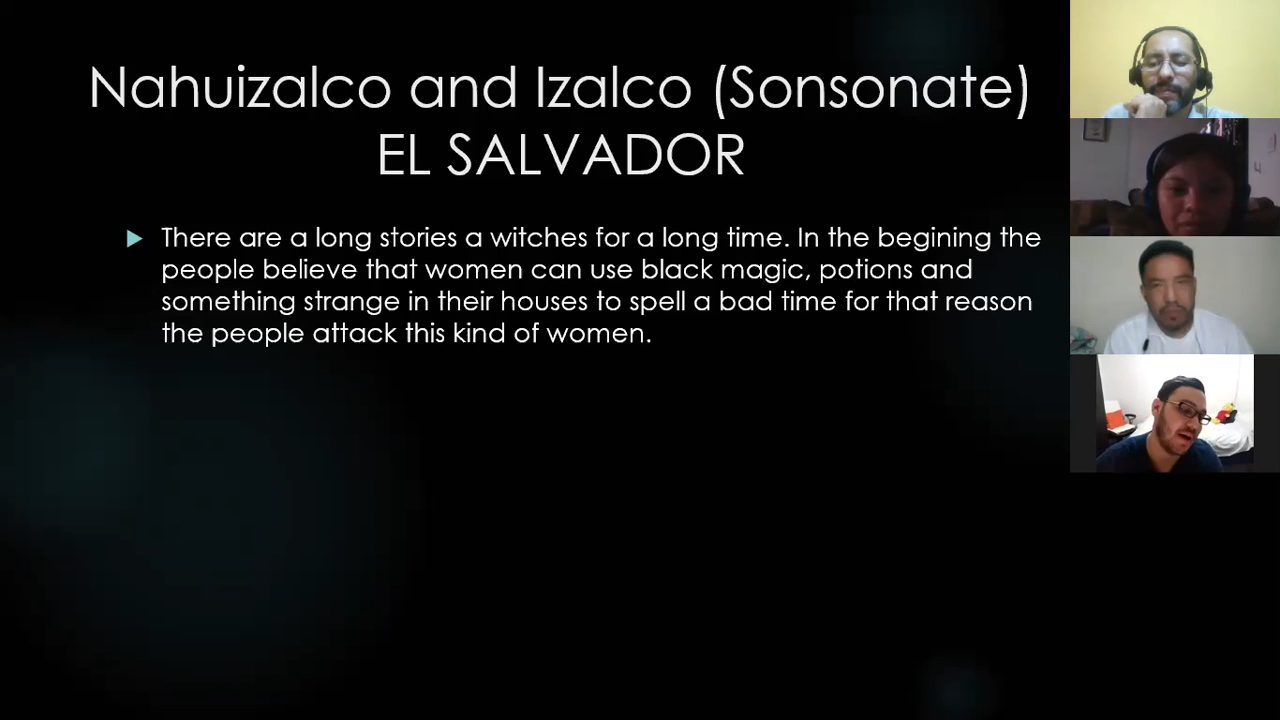 Nahuizalco and Izalco (Sonsonate)
EL SALVADOR
There are a long stories a witches for a long time. In the begining the
people believe that women can use black magic, potions and
something strange in their houses to spell a bad time for that reason
the people attack this kind of women.